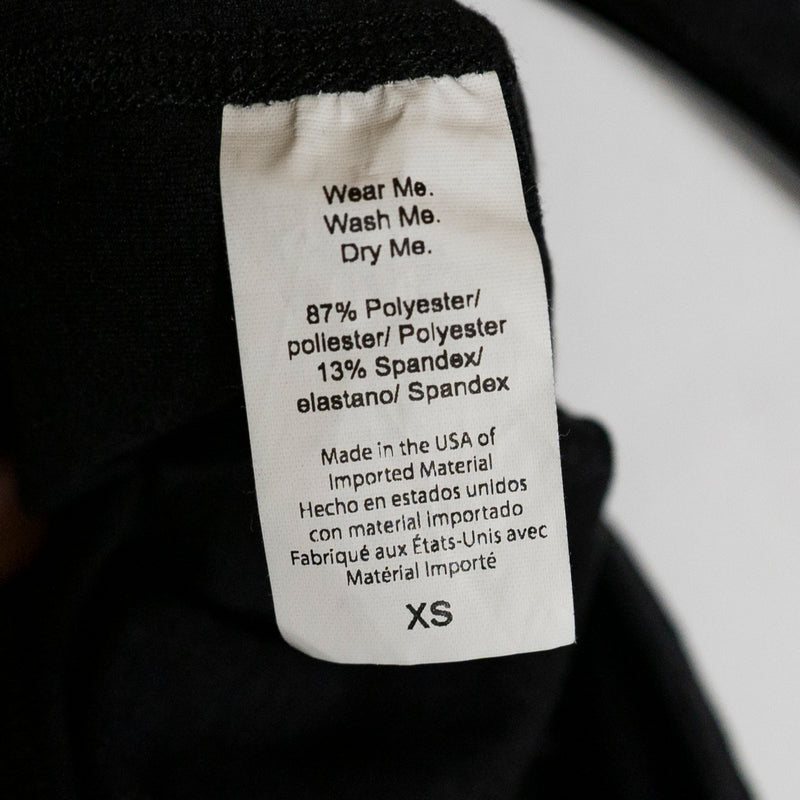 Wear Me.
Wash Me.
Dry Me.
87% Polyester/
poliester/ Polyester
13% Spandex/
elastano/ Spandex
Made in the USA of
Imported Material
Hecho en estados unidos
con material importado
Fabriqué aux États-Unis avec
Matérial Importé
XS